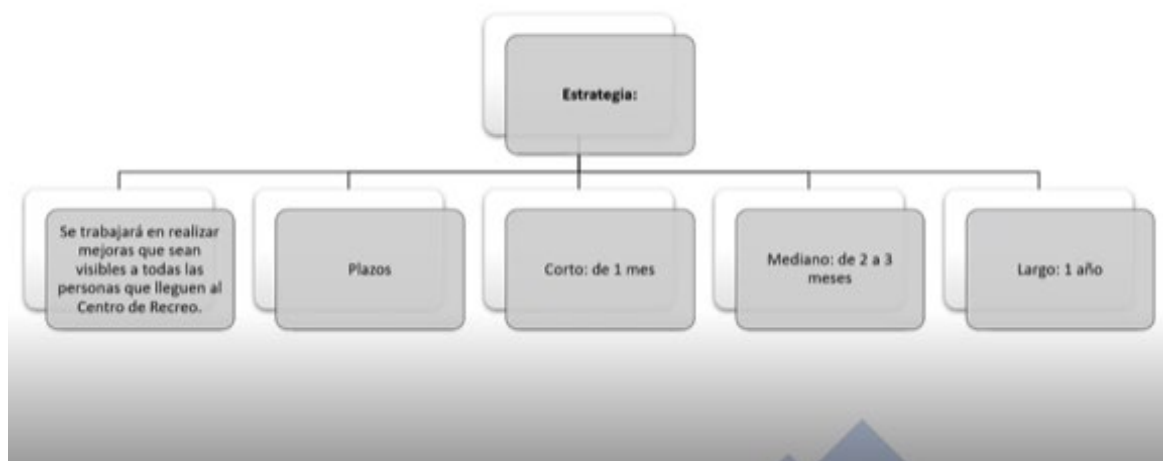 Estrategia:
Se trabajará en realizar
mejoras que sean
visibles a todas las
personas que lleguen al
Centro de Recreo.
Plazos
Corto: de 1 mes
Mediano: de 2 a 3
meses
Largo: 1 año